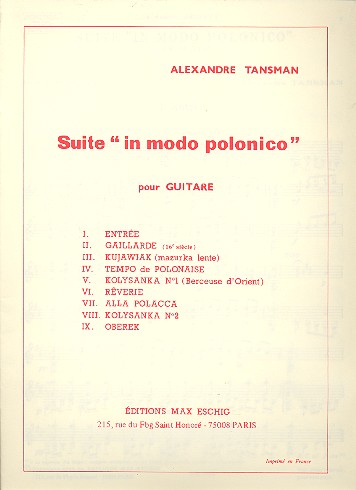 ALEXANDRE TANSMAN
Suite “ in modo polonico ”
pour GUITARE
I. ENTRÉE
II. GAILLARDE (16e siècle)
III. KUJAWIAK (mazurka lente)
IV. TEMPO de POLONAISE
V. KOLYSANKA Nº1 (Berceuse d'Orient)
VI. RÊVERIE
VII. ALLA POLACCA
VIII. KOLYSANKA Nº2
IX. OBEREK
ÉDITIONS MAX ESCHIG
215, rue du Fbg Saint Honoré - 75008 PARIS
Imprimé en France